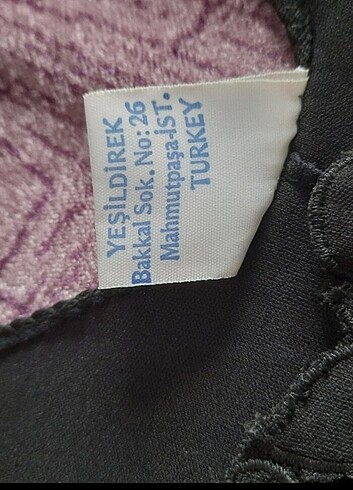 YEŞİLDİREK
Bakkal Sok. No: 26
Mahmutpaşa-İST.
TURKEY